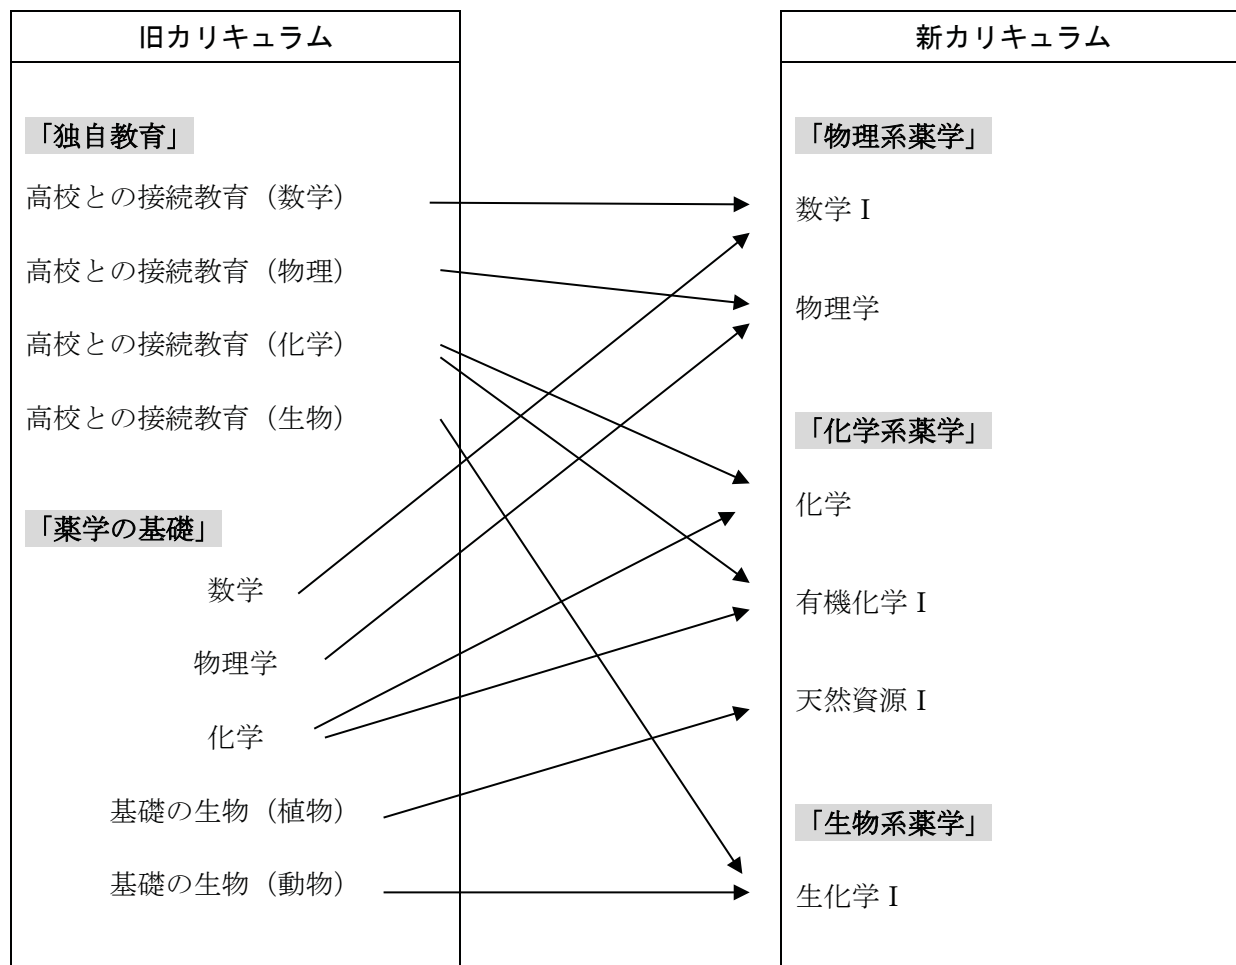 旧カリキュラム
「独自教育」
高校との接続教育（数学）
高校との接続教育（物理）
高校との接続教育（化学）
高校との接続教育（生物）
「薬学の基礎」
数学
物理学
化学
基礎の生物（植物）
基礎の生物（動物）
新カリキュラム
「物理系薬学」
数学 I
物理学
「化学系薬学」
化学
有機化学 I
天然資源 I
「生物系薬学」
生化学 I